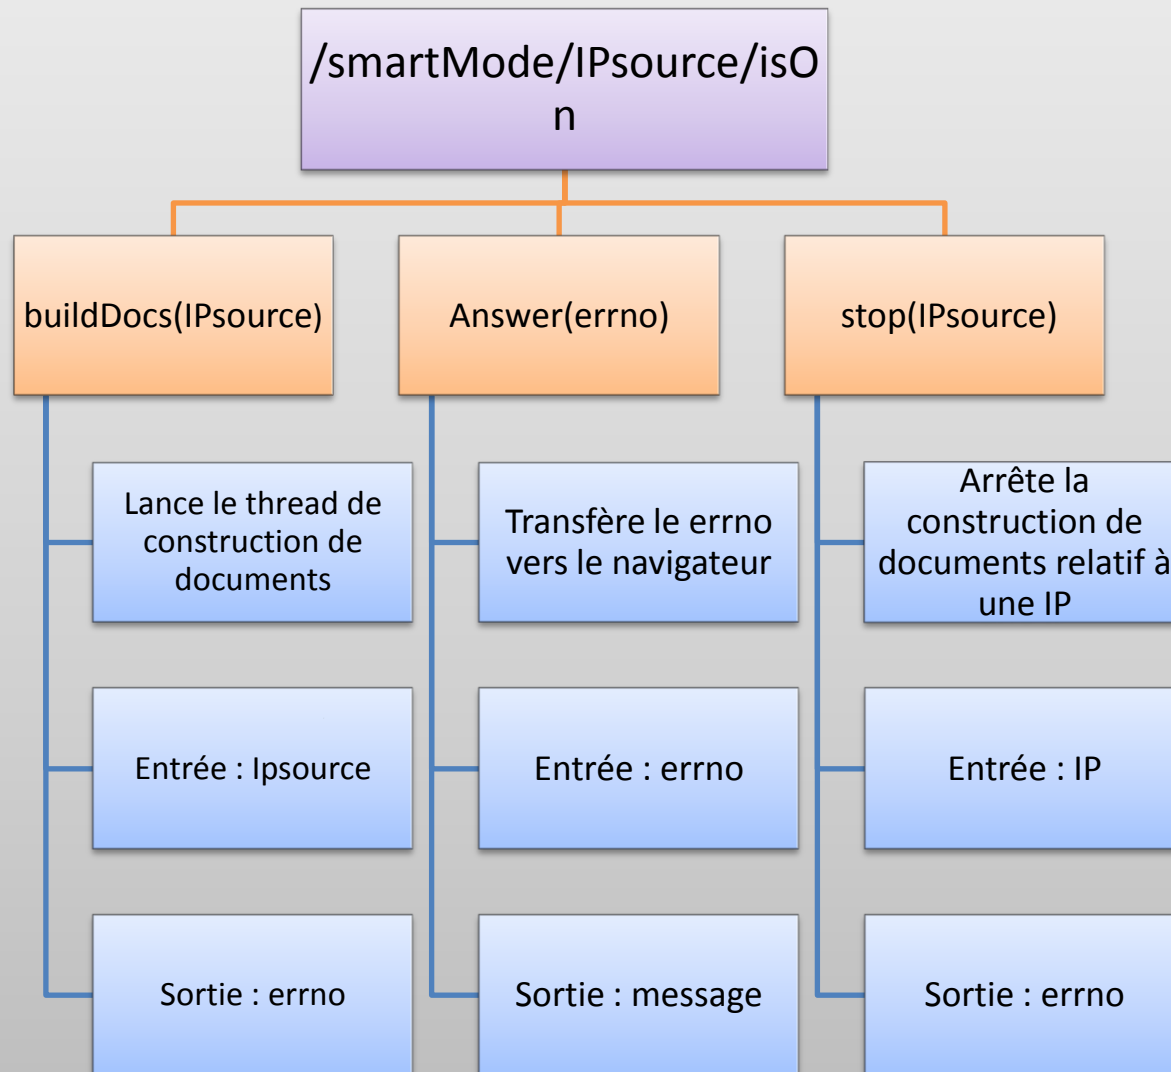 /smartMode/IPsource/isO
n
buildDocs(IPsource)
Answer(errno)
stop(IPsource)
Lance le thread de
construction de
documents
Transfère le errno
vers le navigateur
Arrête la
construction de
documents relatif à
une IP
Entrée : Ipsource
Entrée : errno
Entrée : IP
Sortie : errno
Sortie : message
Sortie : errno